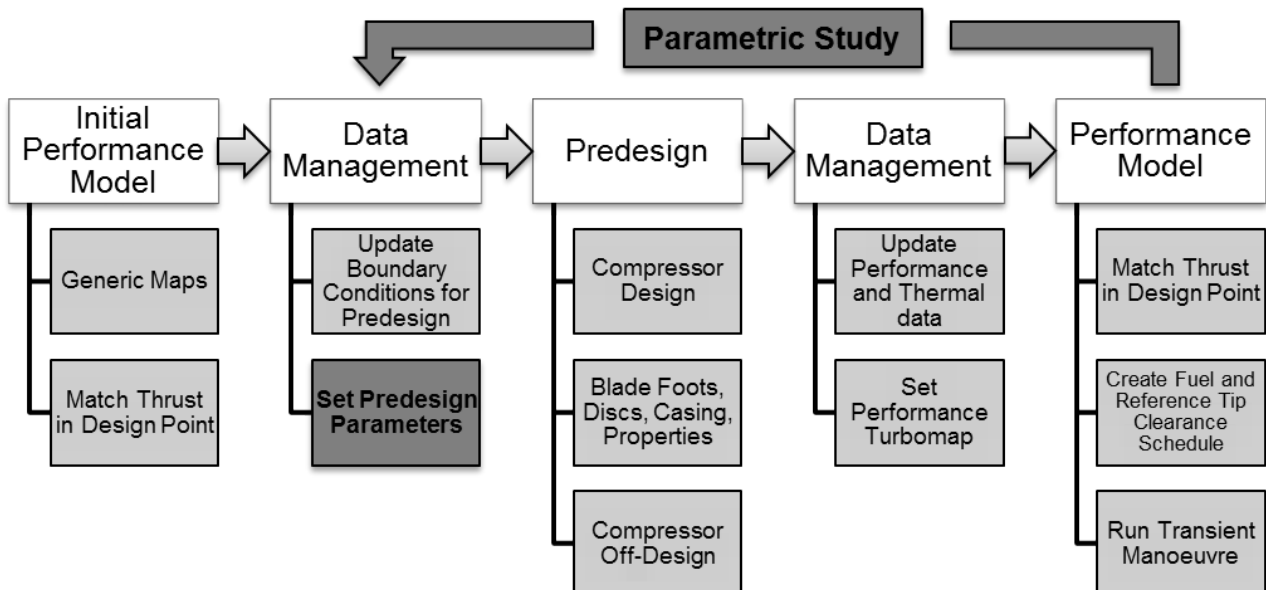 Parametric Study
Initial
Performance
Model
Data
Management
Predesign
Data
Management
Performance
Model
Generic Maps
Match Thrust
in Design Point
Update
Boundary
Conditions for
Predesign
Set Predesign
Parameters
Compressor
Design
Blade Foots,
Discs, Casing,
Properties
Compressor
Off-Design
Update
Performance
and Thermal
data
Set
Performance
Turbomap
Match Thrust
in Design Point
Create Fuel and
Reference Tip
Clearance
Schedule
Run Transient
Manoeuvre